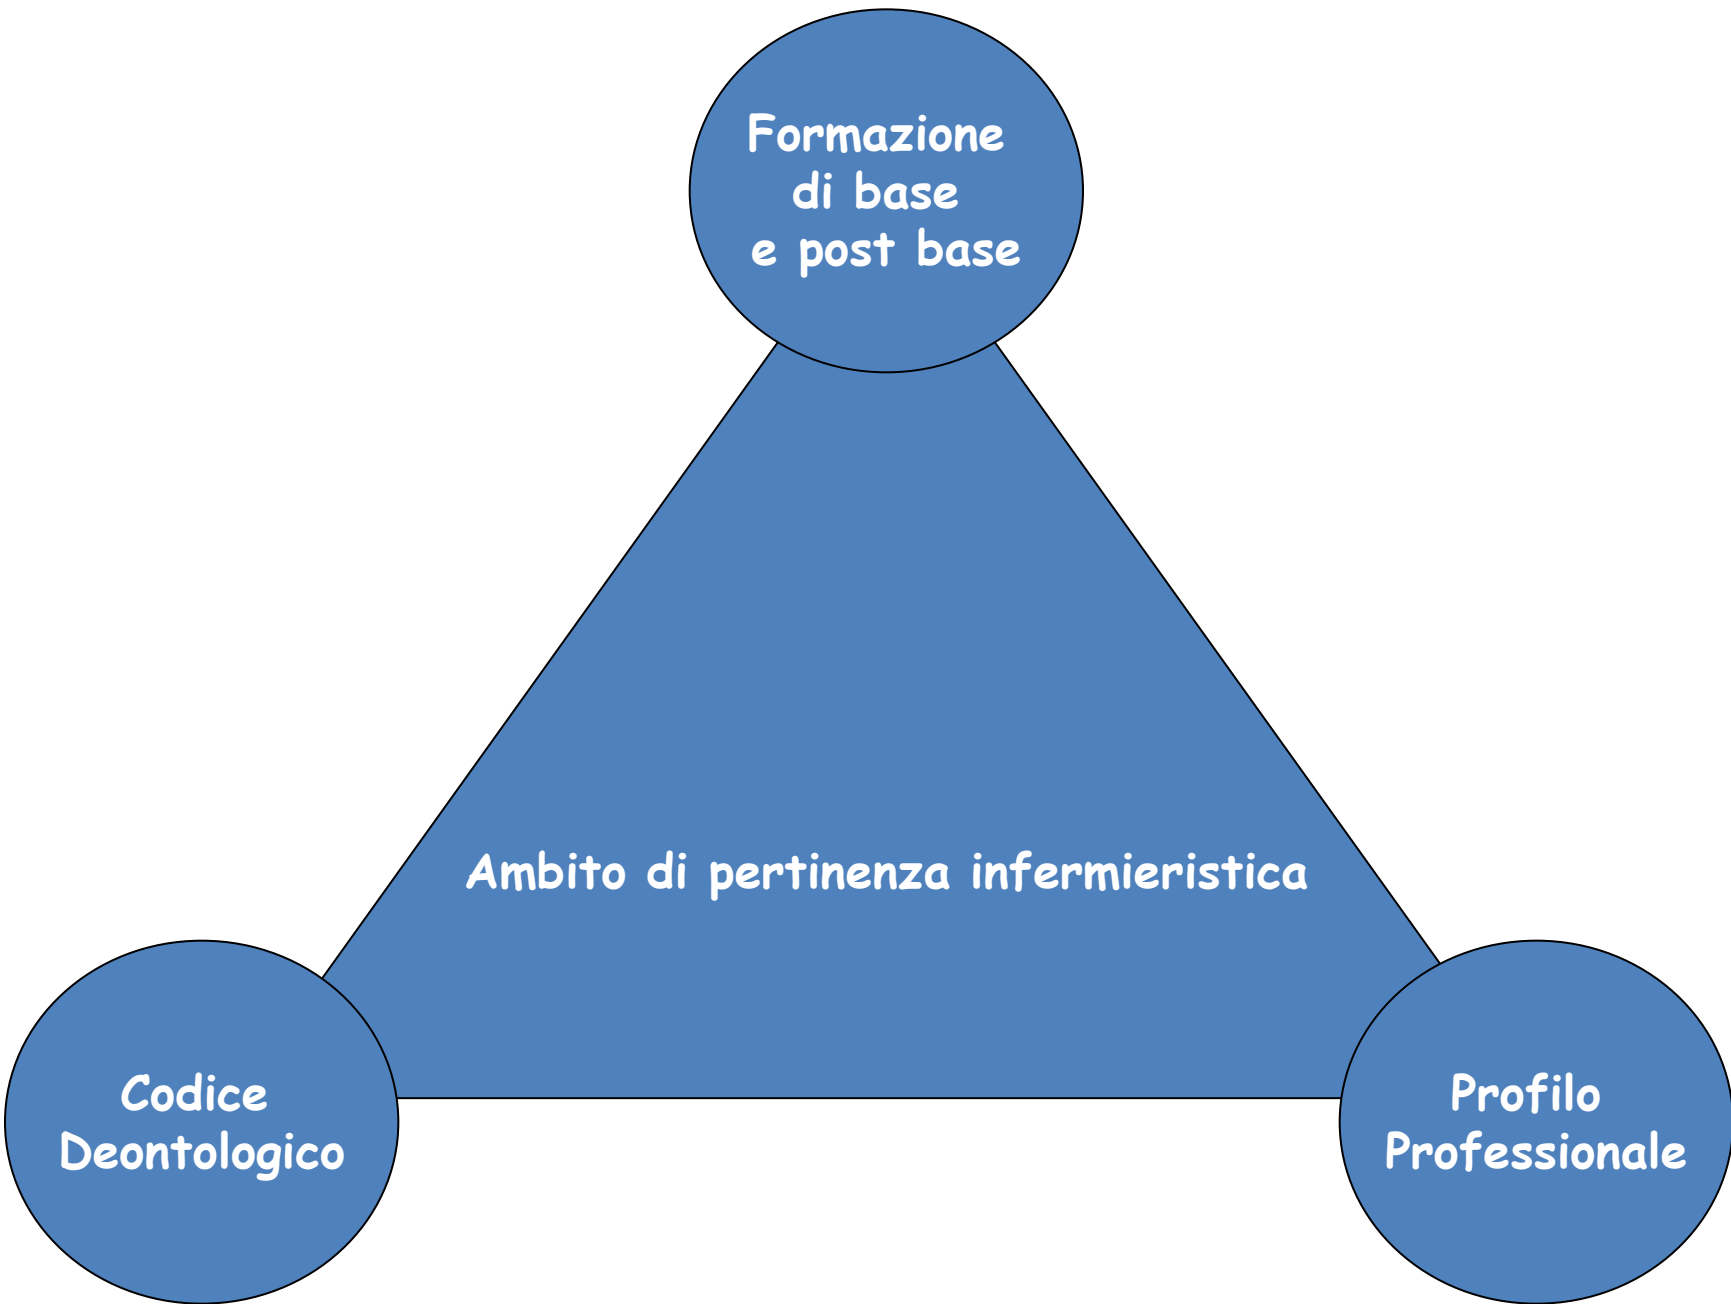 Formazione
di base
e post base
Ambito di pertinenza infermieristica
Codice
Deontologico
Profilo
Professionale